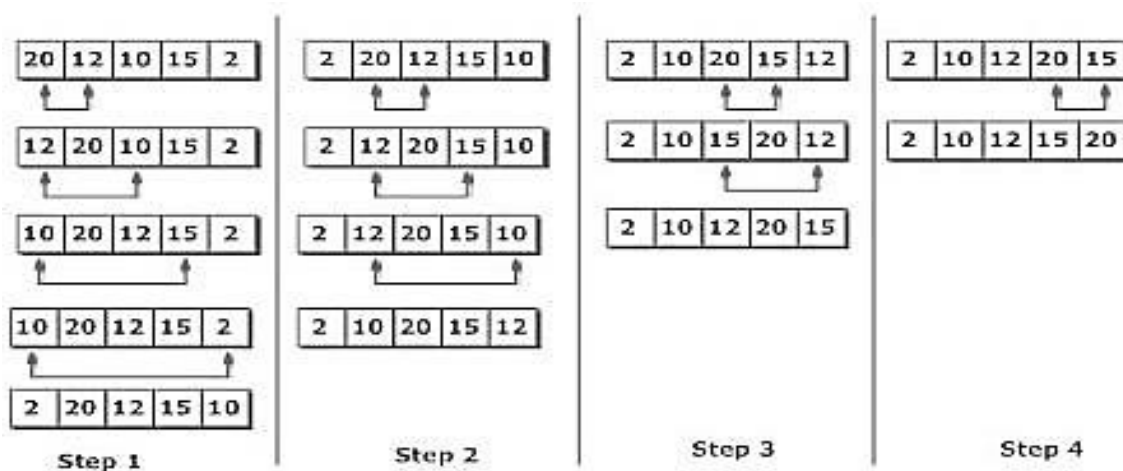 20 12 10 15 2
12 20 10 15 2
10 20 12 15 2
10 20 12 15 2
2 20 12 15 10
Step 1
2 20 12 15 10
2 12 20 15 10
2 12 20 15 10
2 10 20 15 12
Step 2
2 10 20 15 12
2 10 15 20 12
2 10 12 20 15
Step 3
2 10 12 20 15
2 10 12 15 20
Step 4